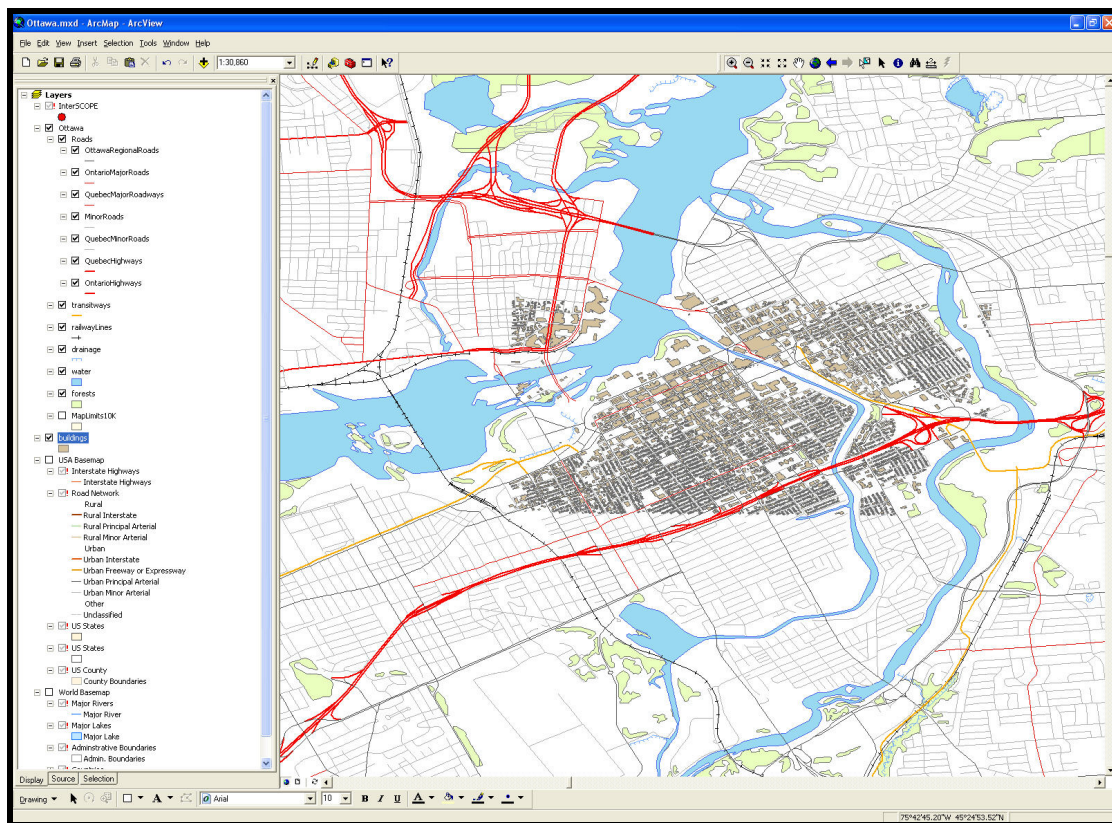 Ottawa.mxd - ArcMap - ArcView
File Edit View Insert Selection Tools Window Help
1:30,860
Layers
InterSCOPE
Ottawa
Roads
OttawaRegionalRoads
OntarioMajorRoads
QuebecMajorRoadways
MinorRoads
QuebecMinorRoads
QuebecHighways
OntarioHighways
transitways
railwayLines
drainage
water
forests
MapLimits10K
buildings
USA Basemap
Interstate Highways
Interstate Highways
Road Network
Rural
Rural Interstate
Rural Principal Arterial
Rural Minor Arterial
Urban
Urban Interstate
Urban Freeway or Expressway
Urban Principal Arterial
Urban Minor Arterial
Other
Unclassified
US States
US States
US County
County Boundaries
World Basemap
Major Rivers
Major River
Major Lakes
Major Lake
Adminstrative Boundaries
Admin. Boundaries
Display Source Selection
Drawing A Arial 10 B I U A
75°42'45.20"W 45°24'53.52"N